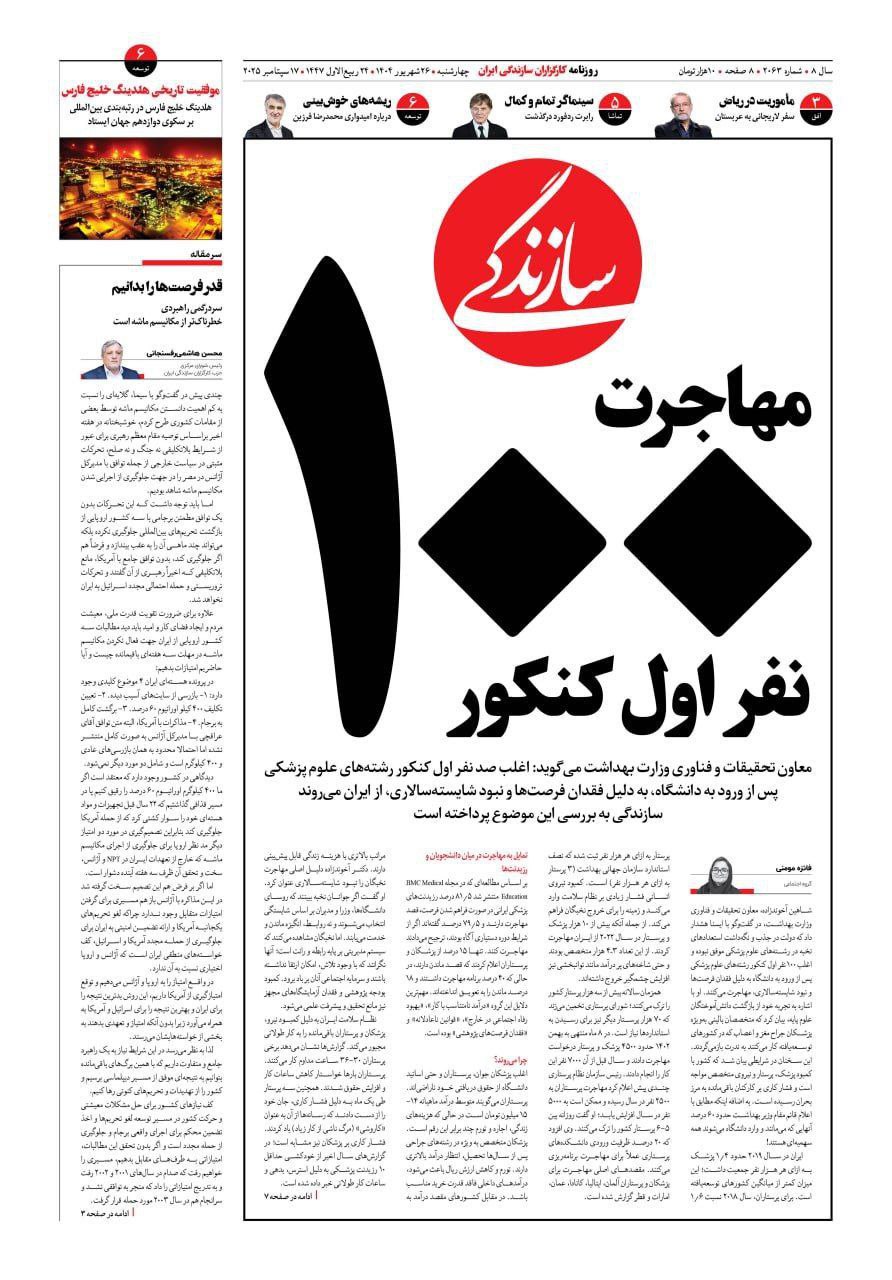 سال ۸ • شماره ۲۰۶۳ • ۸ صفحه • ۱۰هزار تومان
روزنامه کارگزاران سازندگی ایران
چهارشنبه • ۲۶ شهریور ۱۴۰۴ • ۲۴ ربیع‌الاول ۱۴۴۷ • ۱۷ سپتامبر ۲۰۲۵
۳
افق
مأموریت در ریاض
سفر لاریجانی به عربستان
۵
تماشا
سینماگر تمام و کمال
رابرت ردفورد درگذشت
۶
توسعه
ریشه‌های خوش‌بینی
درباره امیدواری محمدرضا فرزین
۶
توسعه
موفقیت تاریخی هلدینگ خلیج فارس
هلدینگ خلیج فارس در رتبه‌بندی بین‌المللی
بر سکوی دوازدهم جهان ایستاد
سازندگی
مهاجرت
۱۰۰
نفر اول کنکور
معاون تحقیقات و فناوری وزارت بهداشت می‌گوید: اغلب صد نفر اول کنکور رشته‌های علوم پزشکی
پس از ورود به دانشگاه، به دلیل فقدان فرصت‌ها و نبود شایسته‌سالاری، از ایران می‌روند
سازندگی به بررسی این موضوع پرداخته است
فائزه مومنی
گروه اجتماعی
شـاهین آخوندزاده، معاون تحقیقات و فناوری
وزارت بهداشت، در گفت‌وگو با ایسنا هشدار
داد که دولت در جذب و نگه‌داشت استعدادهای
نخبه در رشته‌های علوم پزشکی موفق نبوده و
اغلب ۱۰۰ نفر اول کنکور رشته‌های علوم پزشکی
پس از ورود به دانشگاه، به دلیل فقدان فرصت‌ها
و نبود شایسته‌سالاری، مهاجرت می‌کنند. او با
اشاره به تجربه خود از بازگشت دانش‌آموختگان
علوم پایه، بیان کرد که متخصصان بالینی به‌ویژه
پزشکان جراح مغز و اعصاب که در کشورهای
توسعه‌یافته کار می‌کنند به ندرت بازمی‌گردند.
این سـخنان در شرایطی بیان شـد که کشور با
کمبود پزشک، پرستار و نیروی متخصص مواجه
است و فشار کاری بر کارکنان باقی‌مانده به مرز
بحران رسیده است. به اضافه اینکه مطابق با
اعلام قائم مقام وزیر بهداشت حدود ۶۰ درصد
آنهایی که می‌مانند و وارد دانشگاه می‌شوند همه
سهمیه‌ای هستند!
ایران در سـال ۲۰۱۹ حدود ۱/۴ پزشـک
به ازای هر هزار نفر جمعیت داشت؛ این
میزان کمتر از میانگین کشورهای توسعه‌یافته
است. برای پرستاران، سال ۲۰۱۸ نسبت ۱/۶
پرستار به ازای هر هزار نفر ثبت شده که نصف
استاندارد سازمان جهانی بهداشت (۳ پرستار
به ازای هر هزار نفر) است. کمبود نیروی
انسانی فشار زیادی بر نظام سلامت وارد
می‌کند و زمینه را برای خروج نخبگان فراهم
می‌کند. از جمله آنکه بیش از ۱۰ هزار پزشک
و پرستار در سال ۲۰۲۲ از ایران مهاجرت
کردند. از این تعداد ۴.۳ هزار متخصص بودند
و حتی شاخه‌های پردرآمد مانند توانبخشی نیز
افزایش چشمگیر خروج داشته‌اند.
همزمان سالانه بیش از سه هزار پرستار کشور
را ترک می‌کنند؛ شورای پرستاری تخمین می‌زند
که ۷۰ هزار پرستار دیگر نیز برای رسیدن به
استانداردها نیاز است. در ۸ ماه منتهی به بهمن
۱۴۰۲ حدود ۴۵۰۰ پزشک و پرستار درخواست
مهاجرت دادند و سال قبل از آن ۷۰۰۰ نفر این
کار را انجام دادند. رئیس سازمان نظام پرستاری
چندی پیش اعلام کرد مهاجرت پرستاران به
۲۵۰۰ نفر در سال رسیده و ممکن است به ۵۰۰۰
نفر در سال افزایش یابد؛ او گفت روزانه بین
۵-۶ پرستار کشور را ترک می‌کنند. وی افزود
که ۲۰ درصد ظرفیت ورودی دانشکده‌های
پرستاری عملاً برای مهاجرت برنامه‌ریزی
می‌کنند. مقصدهای اصلی مهاجرت برای
پزشکان و پرستاران آلمان، ایتالیا، کانادا، عمان،
امارات و قطر گزارش شده است.
تمایل به مهاجرت در میان دانشجویان و
رزیدنت‌ها
بر اساس مطالعه‌ای که در مجله BMC Medical
Education منتشر شد ۸۱/۵ درصد رزیدنت‌های
پزشکی ایرانی در صورت فراهم شدن فرصت، قصد
مهاجرت دارند و ۷۹/۵ درصد گفته‌اند اگر از
شرایط دوره دستیاری آگاه بودند، ترجیح می‌دادند
مهاجرت کنند. تنها ۱۵ درصد از پزشکان و
پرستاران اعلام کردند که قصد ماندن دارند، در
حالی که ۴۰ درصد برنامه مهاجرت داشتند و ۱۸
درصد ماندن را به تعویق انداخته‌اند. مهم‌ترین
دلایل این گروه «درآمد نامتناسب با کار»، «بهبود
رفاه اجتماعی در خارج»، «قوانین ناعادلانه» و
«فقدان فرصت‌های پژوهشی» بوده است.
چرا می‌روند؟
اغلب پزشکان جوان، پرستاران و حتی اساتید
دانشگاه از حقوق دریافتی خود ناراضی‌اند.
پرستاران می‌گویند متوسط درآمد ماهیانه ۱۴-
۱۵ میلیون تومان است در حالی که هزینه‌های
زندگی، اجاره و تورم چند برابر این رقم است.
پزشکان متخصص به ویژه در رشته‌های جراحی
پس از سال‌ها تحصیل، انتظار درآمد بالاتری
دارند. تورم و کاهش ارزش ریال باعث می‌شود،
درآمدهای داخلی فاقد قدرت خرید مناسب
باشد. در مقابل کشورهای مقصد درآمد به
مراتب بالاتری با هزینه زندگی قابل پیش‌بینی
دارند. دکتر آخوندزاده دلیل اصلی مهاجرت
نخبگان را نبود شایسته‌سالاری عنوان کرد.
او گفت اگر جوانان نخبه ببینند که روسای
دانشگاه‌ها، وزرا و مدیران بر اساس شایستگی
انتخاب می‌شوند و نه روابط، انگیزه ماندن و
خدمت می‌یابند. اما نخبگان مشاهده می‌کنند که
سیستم مدیریتی بر پایه رابطه و رانت است؛ آنها
نگرانند که با وجود تلاش، امکان ارتقا نداشته
باشند و سرمایه اجتماعی آنان بر باد برود. کمبود
بودجه پژوهشی و فقدان آزمایشگاه‌های مجهز
امکان تحقیق و پیشرفت علمی نمی‌دهد.
نظام سلامت ایران به دلیل کمبود نیرو،
پزشکان و پرستاران باقی‌مانده را به کار طولانی
مجبور می‌کند. گزارش‌ها نشان می‌دهد برخی
پرستاران ۳۰-۳۶ ساعت مداوم کار می‌کنند.
پرستاران بارها خواستار کاهش ساعات کار
و افزایش حقوق شدند. همچنین سه پرستار
طی یک ماه به دلیل فشار کاری، جان خود
را از دست دادند که رسانه‌ها از آن به عنوان
«کاروشی» (مرگ ناشی از کار زیاد) یاد کردند.
فشار کاری بر پزشکان نیز مشابه است؛ در
گزارش‌های سال اخیر از خودکشی حداقل
۱۰ رزیدنت پزشکی به دلیل استرس، بدهی و
ساعات کار طولانی خبر داده شده است.
ادامه در صفحه ۷
سرمقاله
قدر فرصت‌ها را بدانیم
سردرگمی راهبردی
خطرناک‌تر از مکانیسم ماشه است
محسن هاشمی‌رفسنجانی
رئیس شورای مرکزی
حزب کارگزاران سازندگی ایران
چندی پیش در گفت‌وگو با سیما، گلایه‌ای را نسبت
به کم اهمیت دانستن مکانیسم ماشه توسط بعضی
از مقامات کشوری طرح کردم، خوشبختانه در هفته
اخیر براساس توصیه مقام معظم رهبری برای عبور
از شرایط بلاتکلیفی نه جنگ و نه صلح، تحرکات
مثبتی در سیاست خارجی از جمله توافق با مدیرکل
آژانس در مصر را در جهت جلوگیری از اجرایی شدن
مکانیسم ماشه شاهد بودیم.
اما باید توجه داشت که این تحرکات بدون
یک توافق مطمئن برجامی با سه کشور اروپایی از
بازگشت تحریم‌های بین‌المللی جلوگیری نکرده بلکه
می‌تواند چند ماهی آن را به عقب بیندازد و فرضاً هم
اگر جلوگیری کند، بدون توافق جامع با آمریکا، مانع
بلاتکلیفی که اخیراً رهبری از آن گفتند و تحرکات
تروریستی و حمله احتمالی مجدد اسرائیل به ایران
نخواهد شد.
علاوه برای ضرورت تقویت قدرت ملی، معیشت
مردم و ایجاد فضای کار و امید باید دید مطالبات سه
کشور اروپایی از ایران جهت فعال نکردن مکانیسم
ماشه در مهلت سه هفته‌ای باقیمانده چیست و آیا
حاضریم امتیازات بدهیم:
در پرونده هسته‌ای ایران ۴ موضوع کلیدی وجود
دارد: ۱- بازرسی از سایت‌های آسیب دیده. ۲- تعیین
تکلیف ۴۰۰ کیلو اورانیوم ۶۰ درصد. ۳- برگشت کامل
به برجام. ۴- مذاکرات با آمریکا، البته متن توافق آقای
عراقچی با مدیرکل آژانس به صورت کامل منتشر
نشده اما احتمالا محدود به همان بازرسی‌های عادی
و ۴۰۰ کیلوگرم است و شامل دو مورد دیگر نمی‌شود.
دیدگاهی در کشور وجود دارد که معتقد است اگر
ما ۴۰۰ کیلوگرم اورانیوم ۶۰ درصد را رقیق کنیم یا در
مسیر قذافی گذاشتیم که ۲۲ سال قبل تجهیزات و مواد
هسته‌ای خود را سوار کشتی کرد که از حمله آمریکا
جلوگیری کند بنابراین تصمیم‌گیری در مورد دو امتیاز
دیگر مد نظر اروپا برای جلوگیری از اجرای مکانیسم
ماشه که خارج از تعهدات ایران در NPT و آژانس،
سخت و تحقق آن ظرف سه هفته آینده دشوار است.
اما اگر بر فرض هم این تصمیم سخت گرفته شد
در این مذاکره با آژانس باز هم مسیری برای گرفتن
امتیازات متقابل وجود ندارد چراکه لغو تحریم‌های
یکجانبه آمریکا و ارائه تضمین امنیتی به ایران برای
جلوگیری از حمله مجدد آمریکا و اسرائیل، کف
خواسته‌های منطقی ایران است که آژانس و اروپا
اختیاری نسبت به آن ندارد.
در واقع امتیاز را به اروپا و آژانس می‌دهیم و توقع
امتیازگیری از آمریکا داریم، این روش بدترین نتیجه را
برای ایران و بهترین نتیجه را برای اسرائیل و آمریکا به
همراه می‌آورد زیرا بدون آنکه امتیاز و تعهدی بدهند به
بخشی از خواسته‌هایشان می‌رسند.
لذا به نظر می‌رسد در این شرایط نیاز به یک راهبرد
جامع و متفاوت داریم که با همین برگ‌های باقی‌مانده
بتوانیم به نتیجه‌ای موفق از مسیر دیپلماسی برسیم و
کشور را از تهدیدات و تحریم‌های کنونی رها کنیم.
کف نیازهای کشور برای حل مشکلات معیشتی
و حرکت کشور در مسیر توسعه لغو تحریم‌ها و اخذ
تضمین محکم برای اجرای واقعی برجام و جلوگیری
از حمله مجدد است و اگر بدون تحقق این مطالبات،
امتیازاتی به طرف‌های مقابل بدهیم، مسیری را
خواهیم رفت که صدام در سال‌های ۲۰۰۱ و ۲۰۰۲ رفت
و به تدریج امتیازاتی را داد که منجر به توافقی نشد و
سرانجام هم در سال ۲۰۰۳ مورد حمله قرار گرفت.
ادامه در صفحه ۳